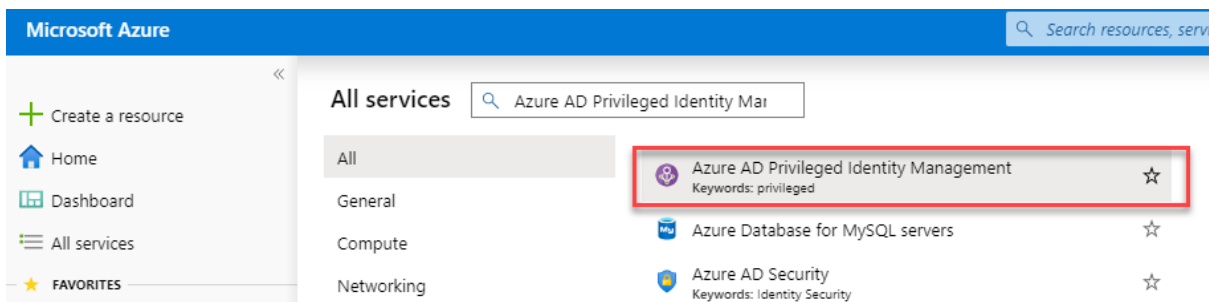 Microsoft Azure
Search resources, serv
«
Create a resource
Home
Dashboard
All services
FAVORITES
All services
Azure AD Privileged Identity Mar
All
General
Compute
Networking
Azure AD Privileged Identity Management
Keywords: privileged
My
Azure Database for MySQL servers
Azure AD Security
Keywords: Identity Security